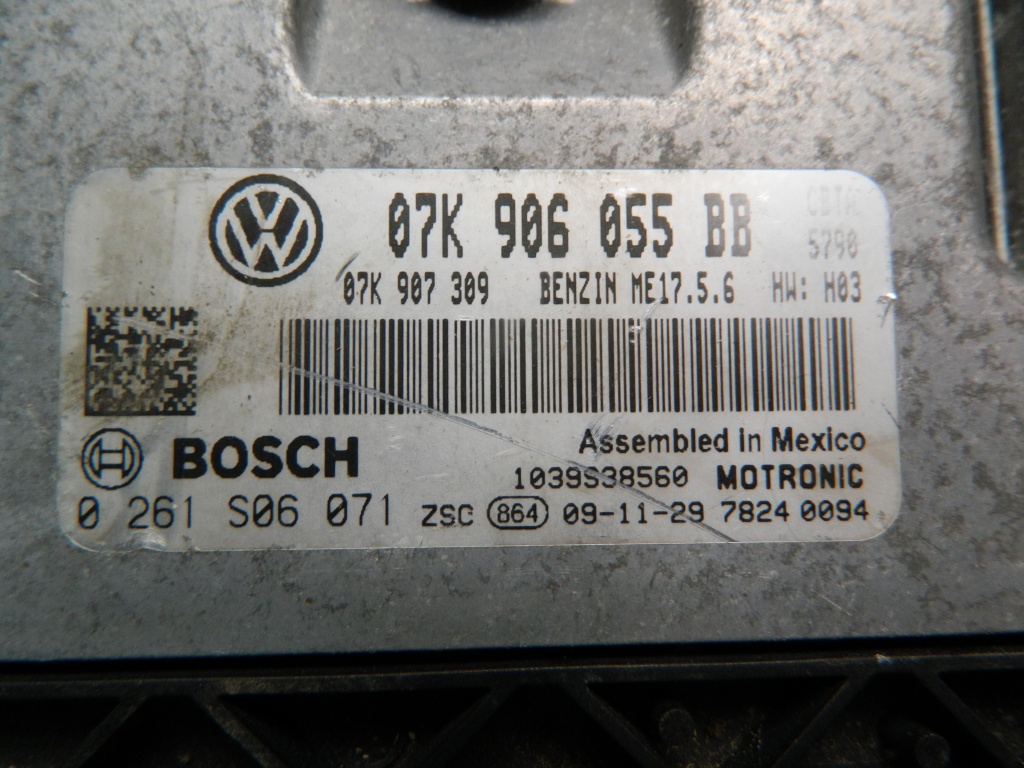 07K 906 055 BB
CBTA
5790
07K 907 309 BENZIN ME17.5.6 HW: H03
BOSCH
Assembled in Mexico
1039S38560 MOTRONIC
0 261 S06 071 ZSC 864 09-11-29 7824 0094